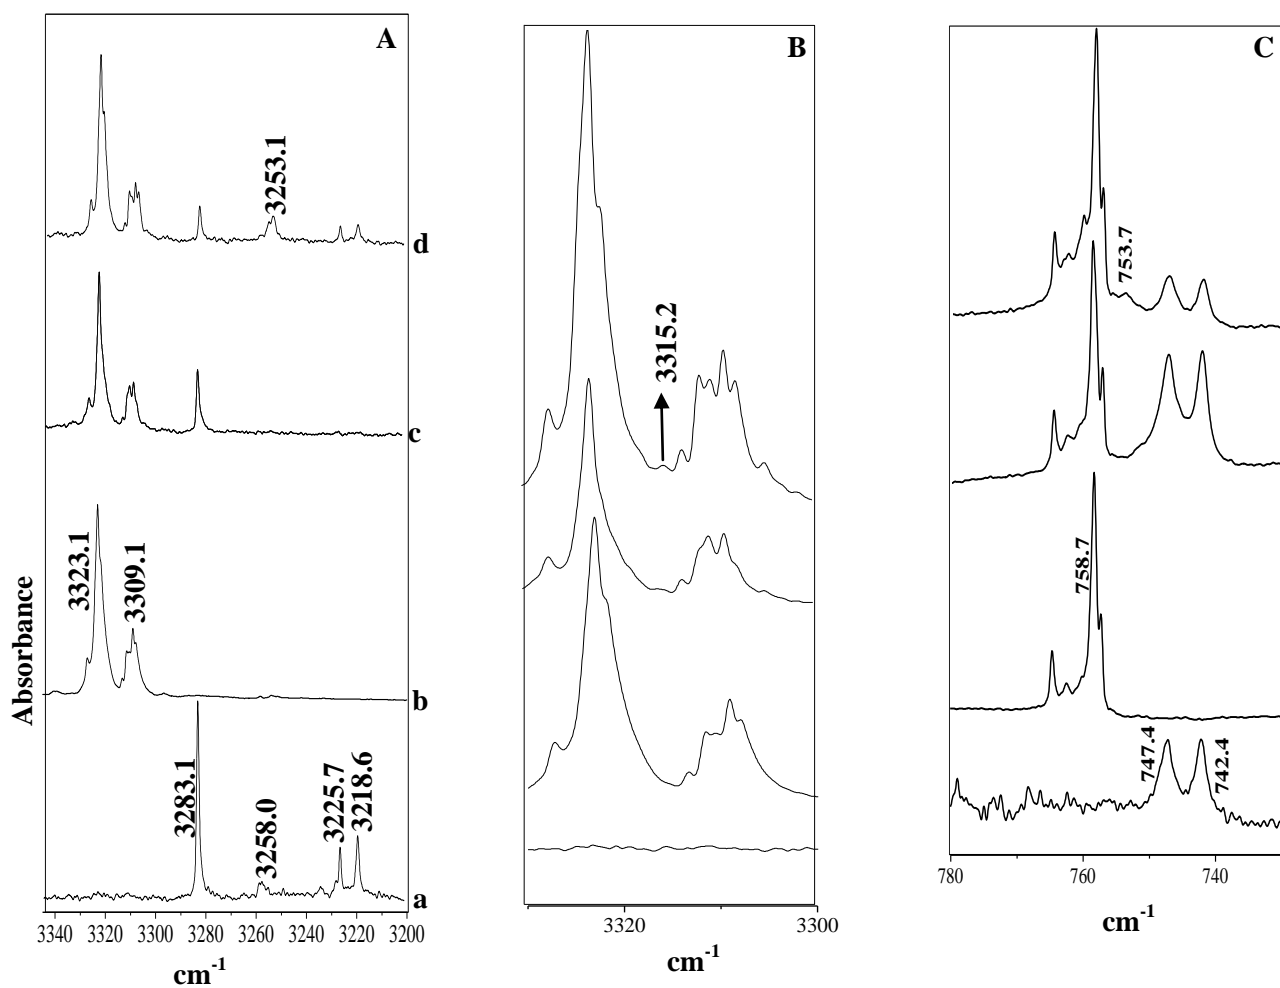 A
3253.1
d
c
3323.1
3309.1
b
3283.1
3258.0
3225.7
3218.6
a
Absorbance
3340 3320 3300 3280 3260 3240 3220 3200
cm-1
B
3315.2
3320 3300
cm-1
C
753.7
758.7
747.4
742.4
780 760 740
cm-1